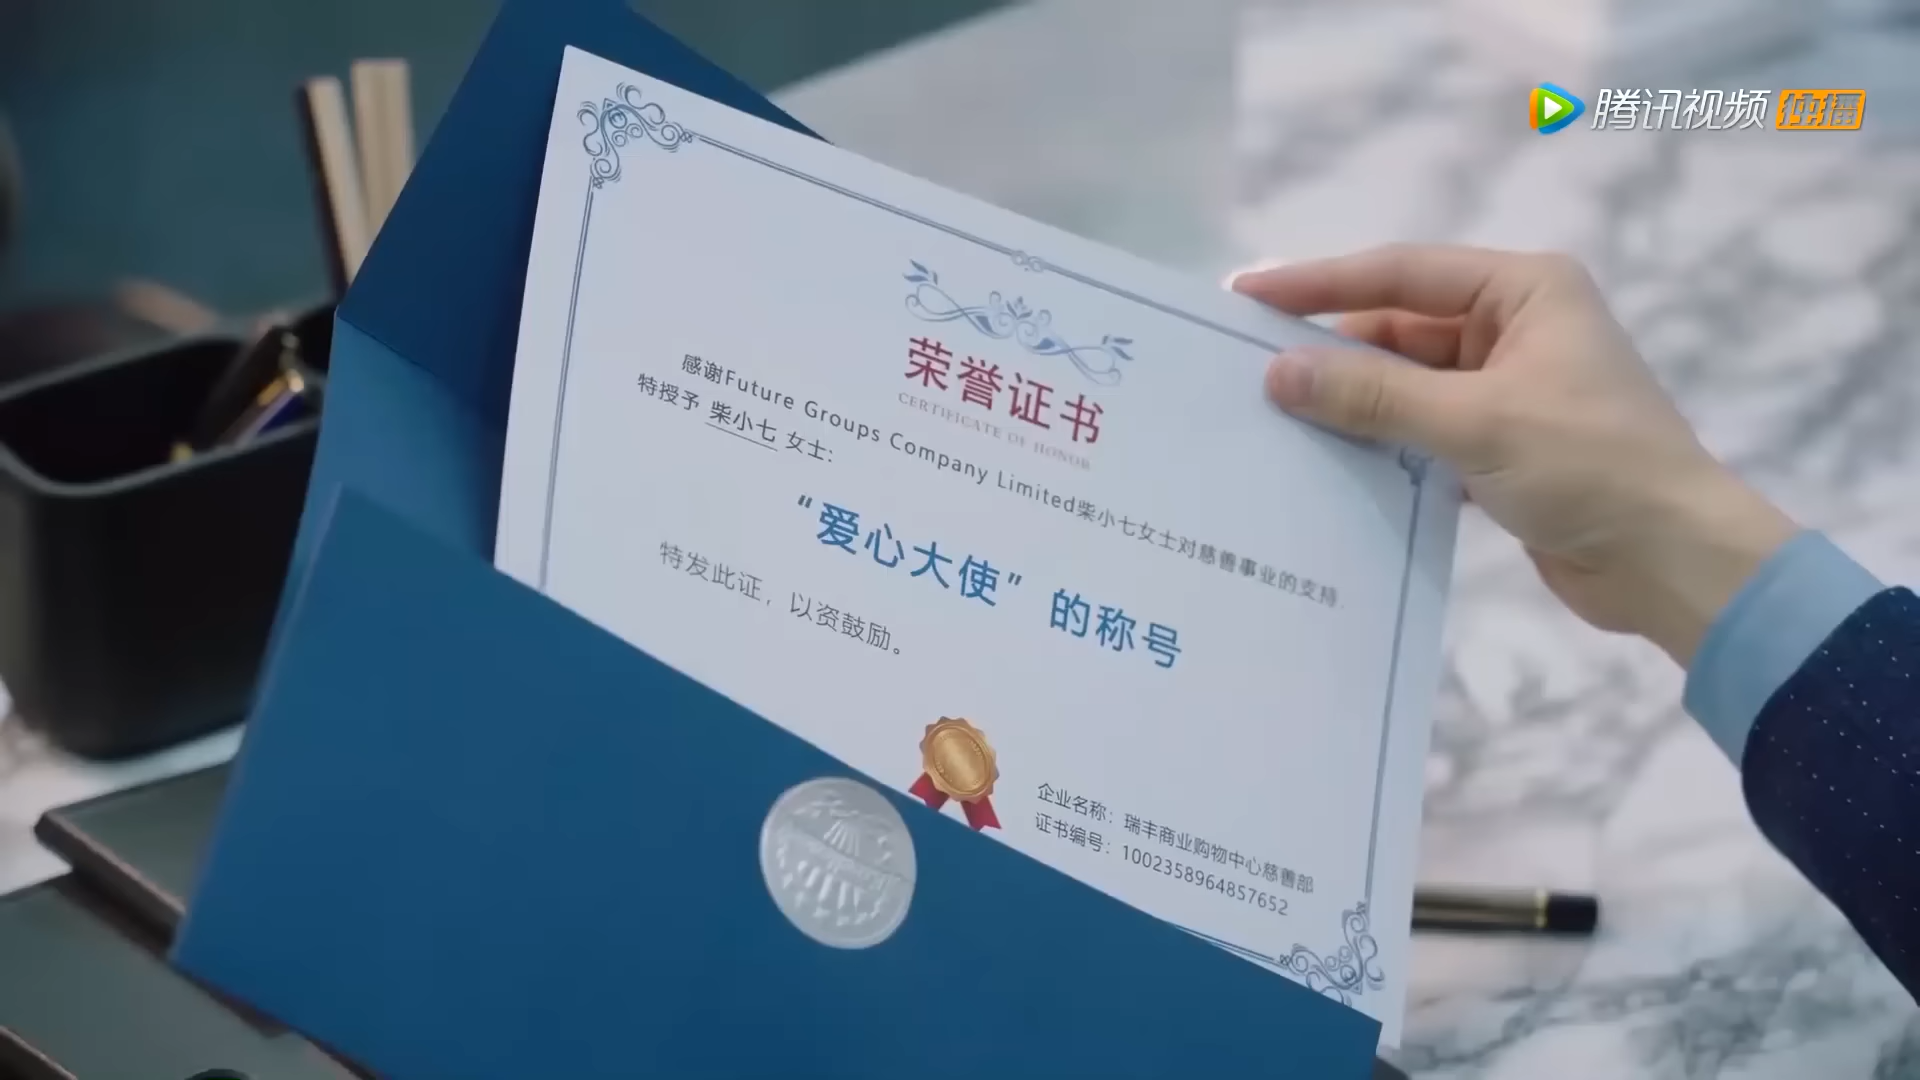 腾讯视频 独播
荣誉证书
CERTIFICATE OF HONOR
感谢Future Groups Company Limited柴小七女士对慈善事业的支持.
特授予 柴小七 女士:
“爱心大使”的称号
特发此证，以资鼓励。
企业名称：瑞丰商业购物中心慈善部
证书编号：1002358964857652